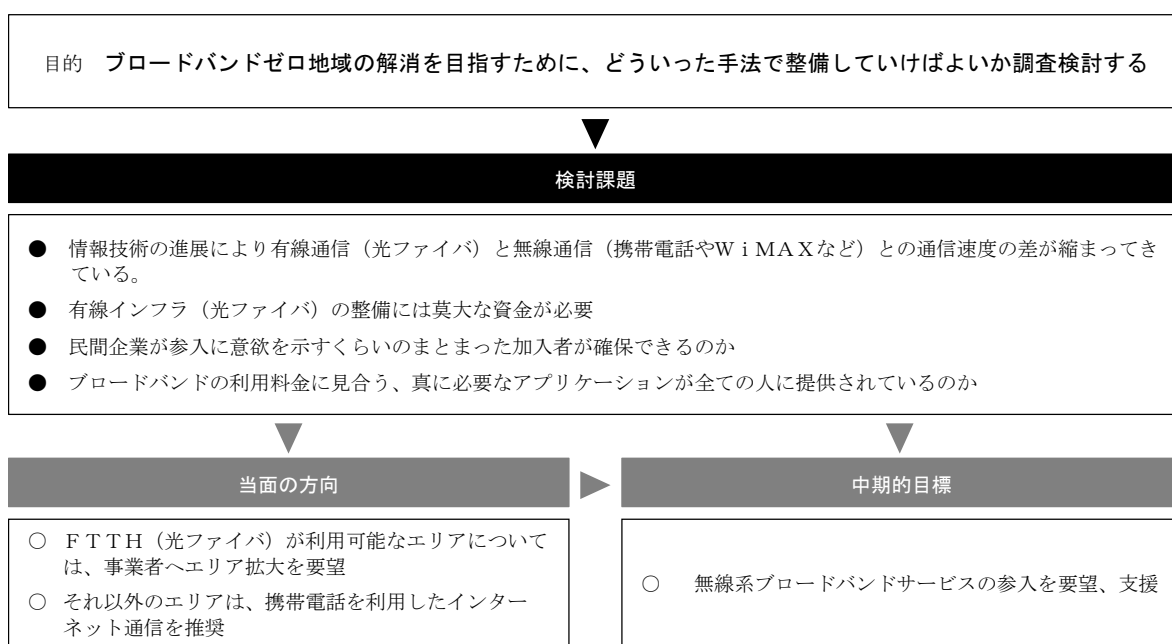 目的　ブロードバンドゼロ地域の解消を目指すために、どういった手法で整備していけばよいか調査検討する
検討課題
● 情報技術の進展により有線通信（光ファイバ）と無線通信（携帯電話やＷｉＭＡＸなど）との通信速度の差が縮まってき
ている。
● 有線インフラ（光ファイバ）の整備には莫大な資金が必要
● 民間企業が参入に意欲を示すくらいのまとまった加入者が確保できるのか
● ブロードバンドの利用料金に見合う、真に必要なアプリケーションが全ての人に提供されているのか
当面の方向
○ ＦＴＴＨ（光ファイバ）が利用可能なエリアについて
は、事業者へエリア拡大を要望
○ それ以外のエリアは、携帯電話を利用したインター
ネット通信を推奨
中期的目標
○ 無線系ブロードバンドサービスの参入を要望、支援